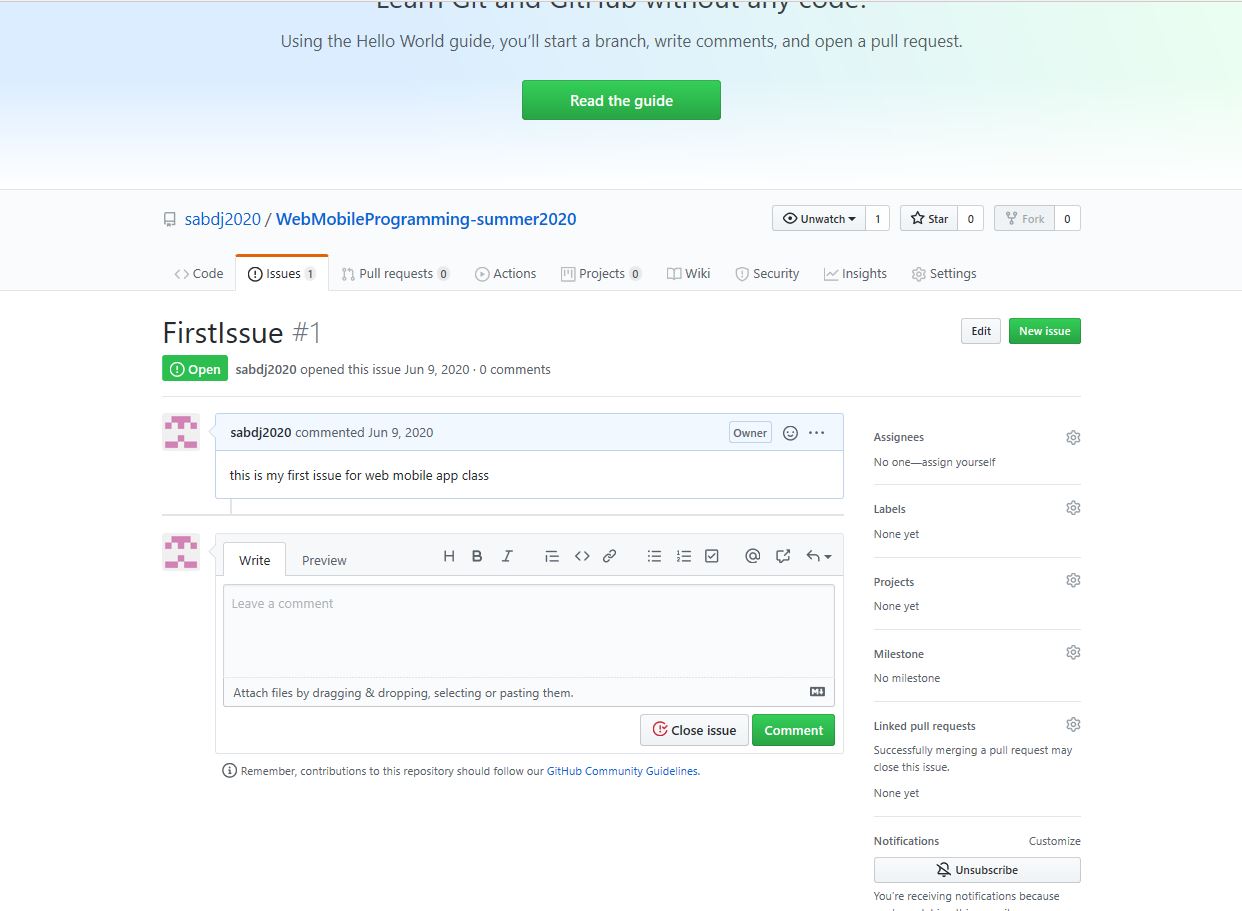 Learn Git and GitHub without any code!
Using the Hello World guide, you’ll start a branch, write comments, and open a pull request.
Read the guide
sabdj2020 / WebMobileProgramming-summer2020
Unwatch 1
Star 0
Fork 0
Code
Issues 1
Pull requests 0
Actions
Projects 0
Wiki
Security
Insights
Settings
FirstIssue #1
Edit
New issue
Open
sabdj2020 opened this issue Jun 9, 2020 · 0 comments
sabdj2020 commented Jun 9, 2020
Owner
this is my first issue for web mobile app class
Write
Preview
Leave a comment
Attach files by dragging & dropping, selecting or pasting them.
Close issue
Comment
Remember, contributions to this repository should follow our GitHub Community Guidelines.
Assignees
No one—assign yourself
Labels
None yet
Projects
None yet
Milestone
No milestone
Linked pull requests
Successfully merging a pull request may
close this issue.
None yet
Notifications
Customize
Unsubscribe
You’re receiving notifications because